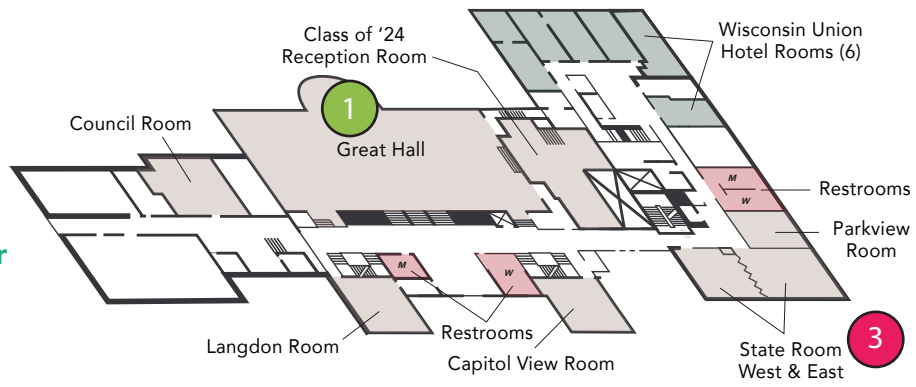 Class of ‘24
Reception Room
Wisconsin Union
Hotel Rooms (6)
1
Great Hall
Council Room
M
W
Restrooms
Parkview
Room
r
M
W
Restrooms
Langdon Room
Capitol View Room
State Room
West & East
3